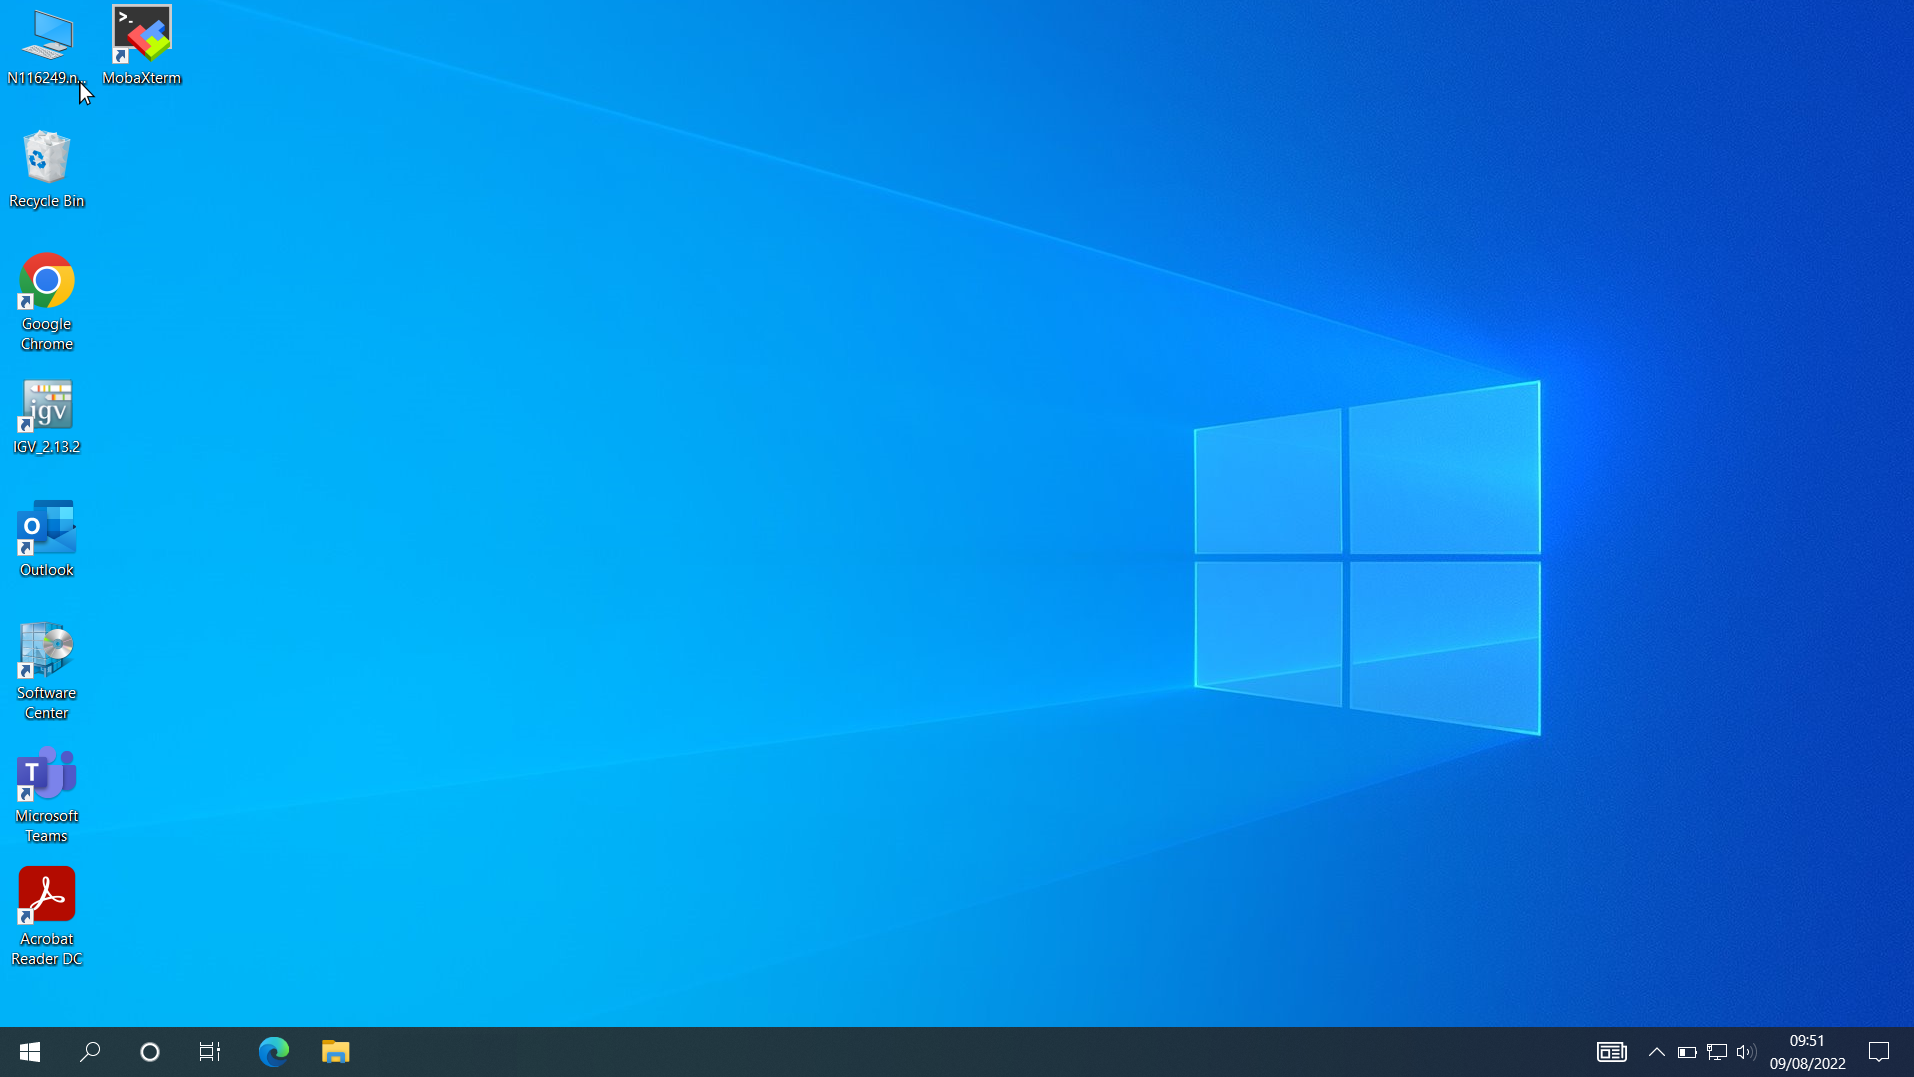 N116249.n...
MobaXterm
Recycle Bin
Google
Chrome
igv
IGV_2.13.2
Outlook
Software
Center
Microsoft
Teams
Acrobat
Reader DC
09:51
09/08/2022